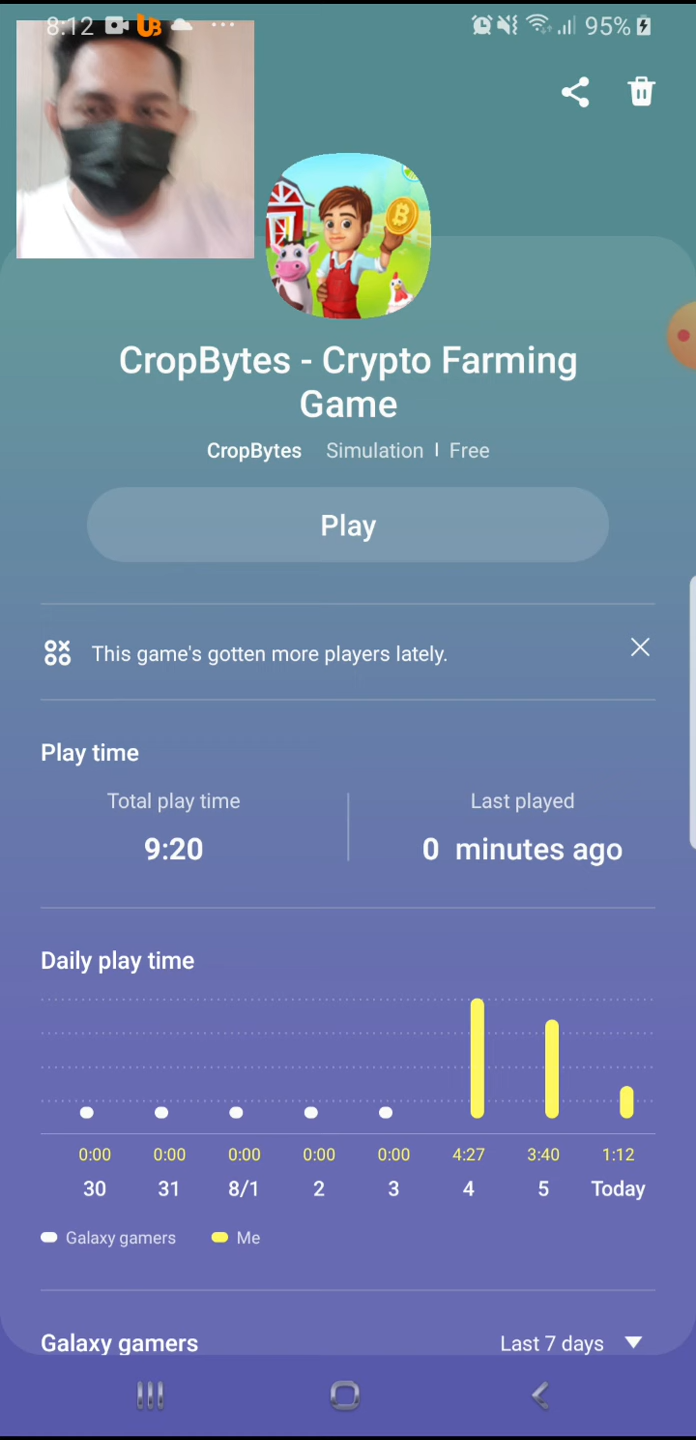 8:12 UB ... 95%
CropBytes - Crypto Farming
Game
CropBytes Simulation | Free
Play
This game's gotten more players lately.
Play time
Total play time Last played
9:20 0 minutes ago
Daily play time
0:00 0:00 0:00 0:00 0:00 4:27 3:40 1:12
30 31 8/1 2 3 4 5 Today
Galaxy gamers Me
Galaxy gamers Last 7 days